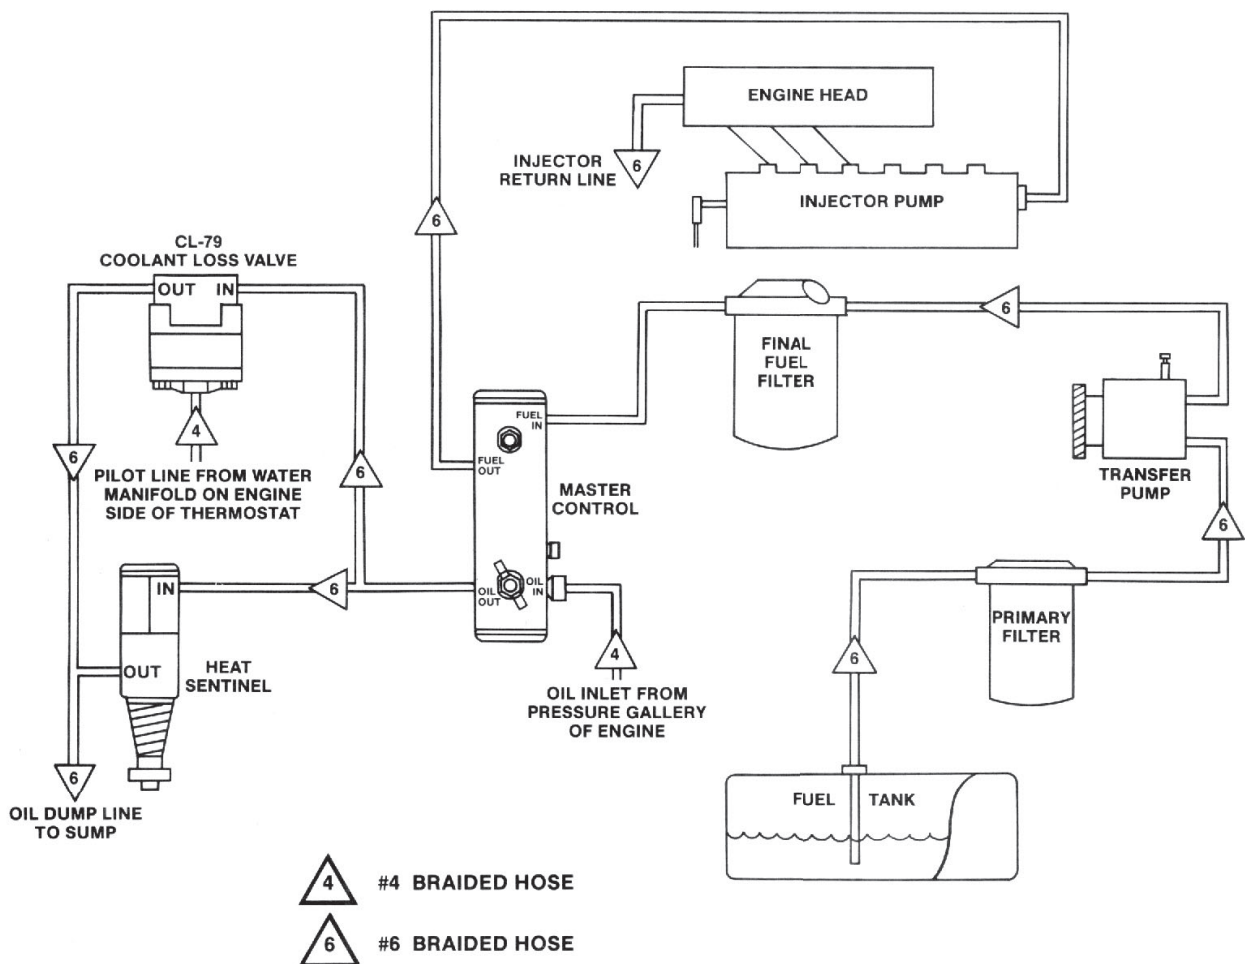 ENGINE HEAD
6
INJECTOR
RETURN LINE
INJECTOR PUMP
6
CL-79
COOLANT LOSS VALVE
OUT IN
4
PILOT LINE FROM WATER
MANIFOLD ON ENGINE
SIDE OF THERMOSTAT
6
6
FINAL
FUEL
FILTER
6
TRANSFER
PUMP
6
FUEL
IN
FUEL
OUT
MASTER
CONTROL
OIL
IN
OIL
OUT
4
OIL INLET FROM
PRESSURE GALLERY
OF ENGINE
6
IN
OUT
HEAT
SENTINEL
6
OIL DUMP LINE
TO SUMP
PRIMARY
FILTER
6
FUEL TANK
4 #4 BRAIDED HOSE
6 #6 BRAIDED HOSE